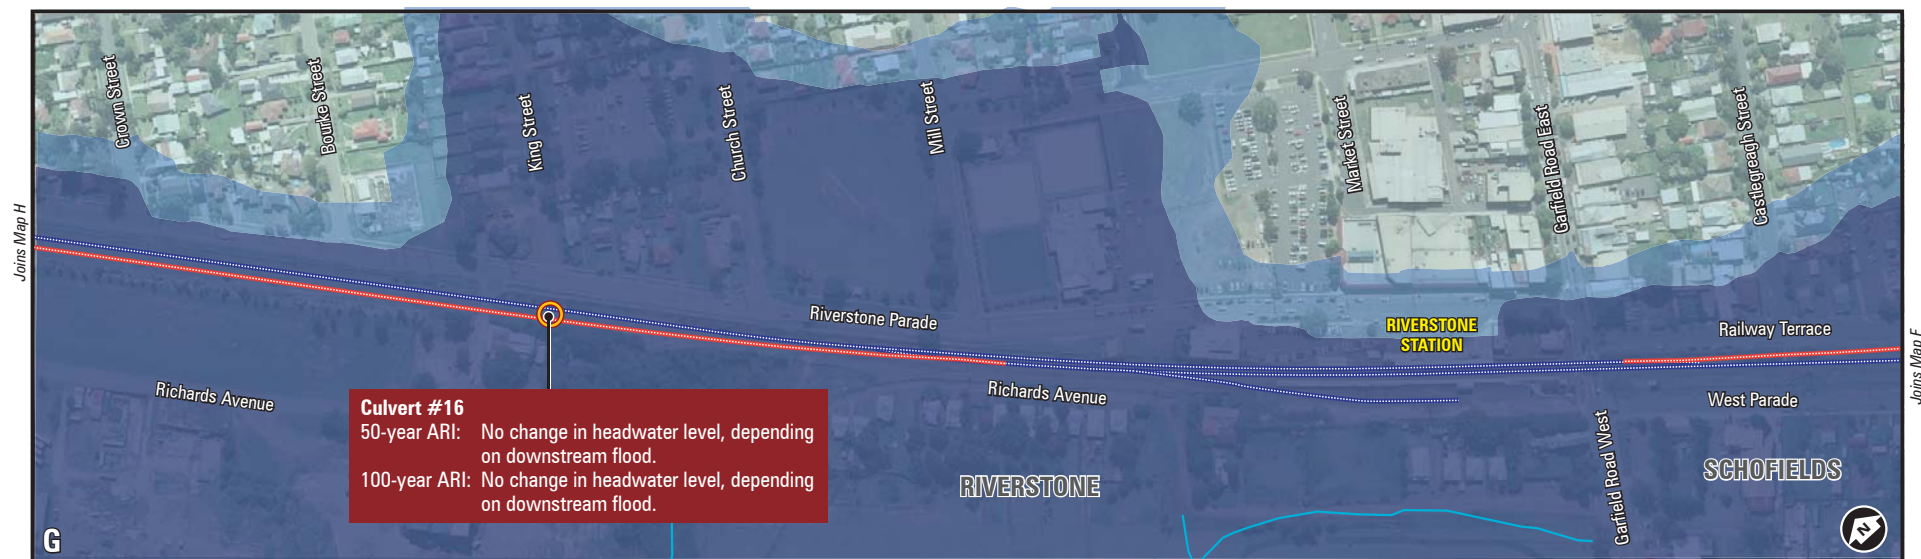 Crown Street
Bourke Street
King Street
Church Street
Mill Street
Market Street
Garfield Road East
Castlegreagh Street
Joins Map H
Joins Map F
Riverstone Parade
RIVERSTONE
STATION
Railway Terrace
Richards Avenue
Richards Avenue
West Parade
Garfield Road West
Culvert #16
50-year ARI: No change in headwater level, depending
on downstream flood.
100-year ARI: No change in headwater level, depending
on downstream flood.
RIVERSTONE
SCHOFIELDS
G
N